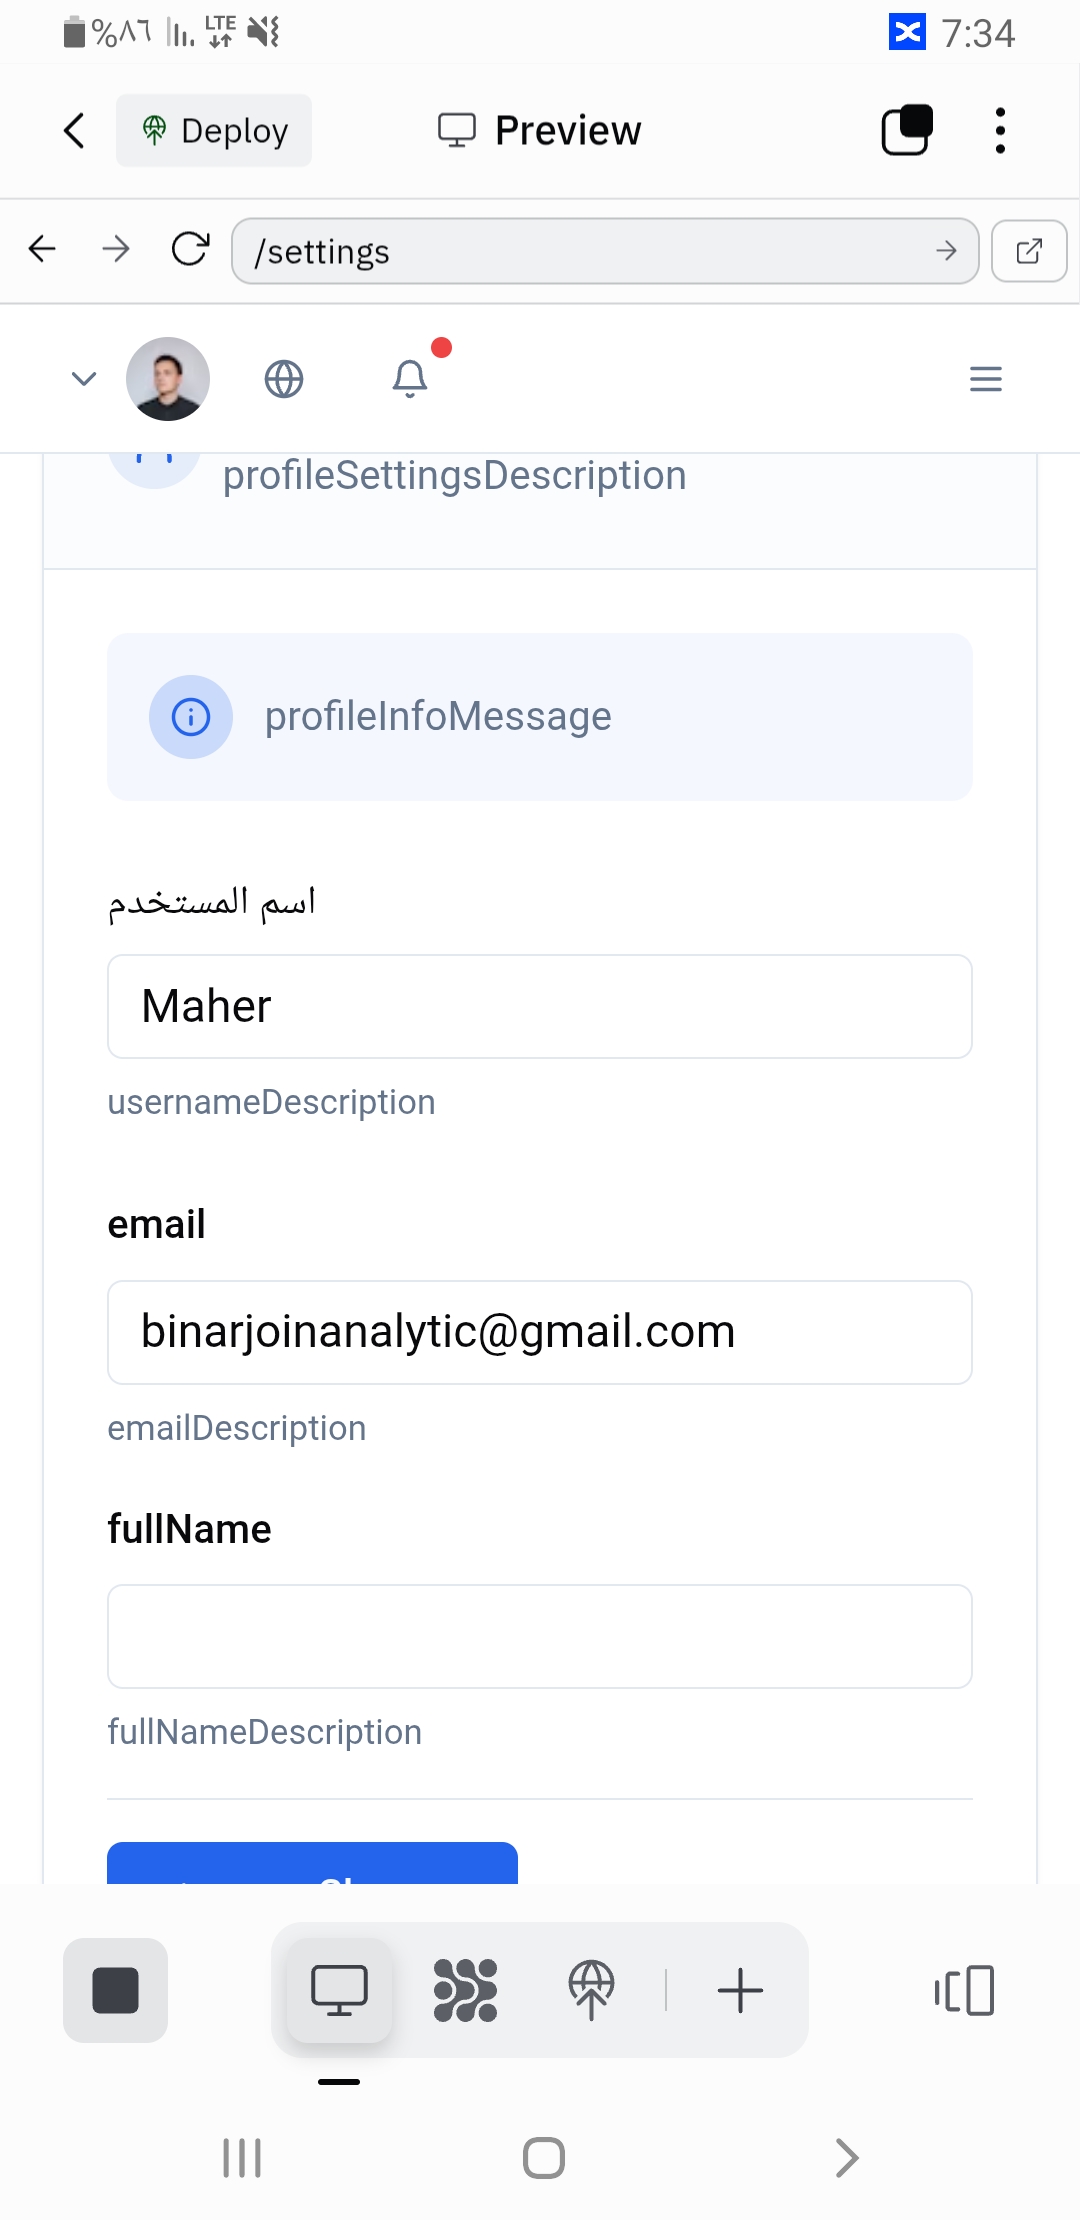 %٨٦ LTE 7:34
Deploy Preview
/settings
profileSettingsDescription
profileInfoMessage
اسم المستخدم
Maher
usernameDescription
email
binarjoinanalytic@gmail.com
emailDescription
fullName
fullNameDescription